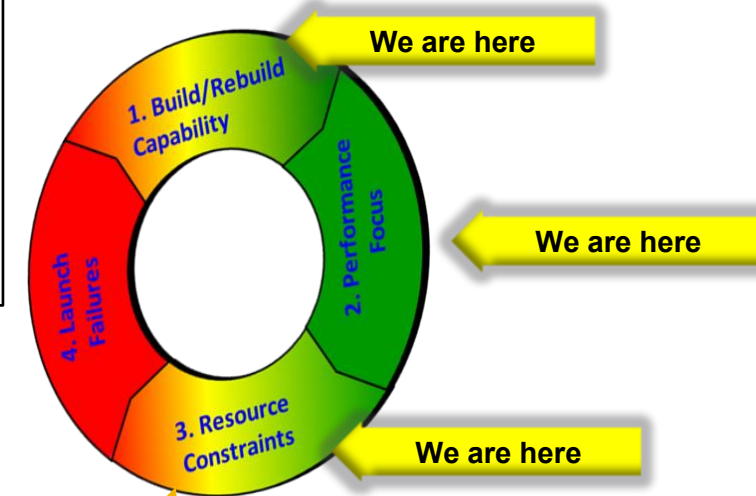 We are here
1. Build/Rebuild
Capability
2. Performance
Focus
We are here
4. Launch
Failures
3. Resource
Constraints
We are here